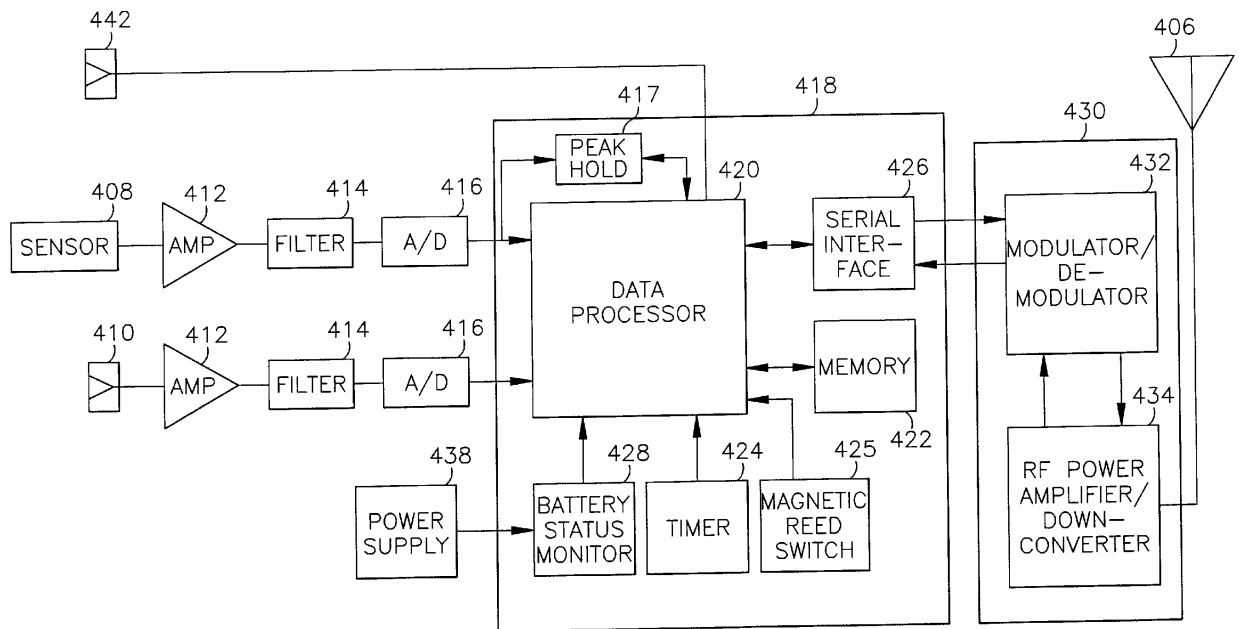 442
406
417
418
430
PEAK
HOLD
420
426
432
408
412
414
416
SENSOR
AMP
FILTER
A/D
SERIAL
INTER-
FACE
MODULATOR/
DE-
MODULATOR
DATA
PROCESSOR
410
412
414
416
AMP
FILTER
A/D
MEMORY
422
434
438
428
424
425
POWER
SUPPLY
BATTERY
STATUS
MONITOR
TIMER
MAGNETIC
REED
SWITCH
RF POWER
AMPLIFIER/
DOWN-
CONVERTER